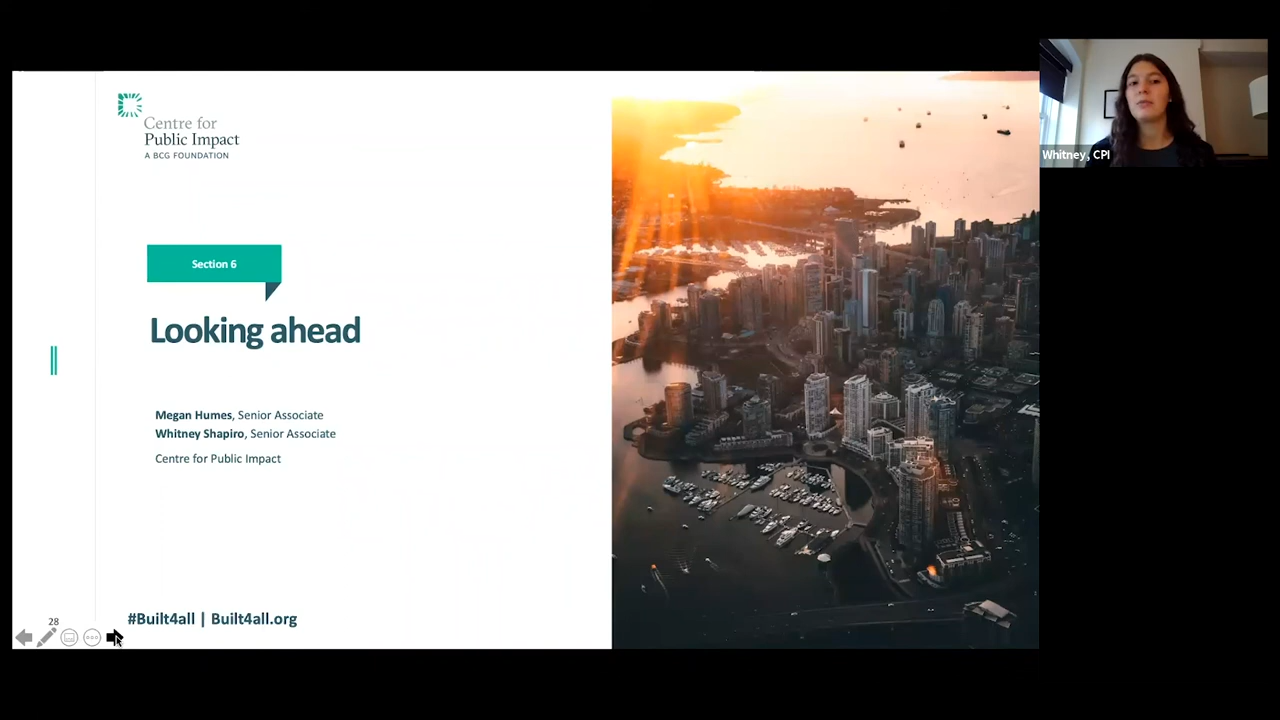 Centre for
Public Impact
A BCG FOUNDATION
Whitney, CPI
Section 6
Looking ahead
Megan Humes, Senior Associate
Whitney Shapiro, Senior Associate
Centre for Public Impact
#Built4all | Built4all.org
28